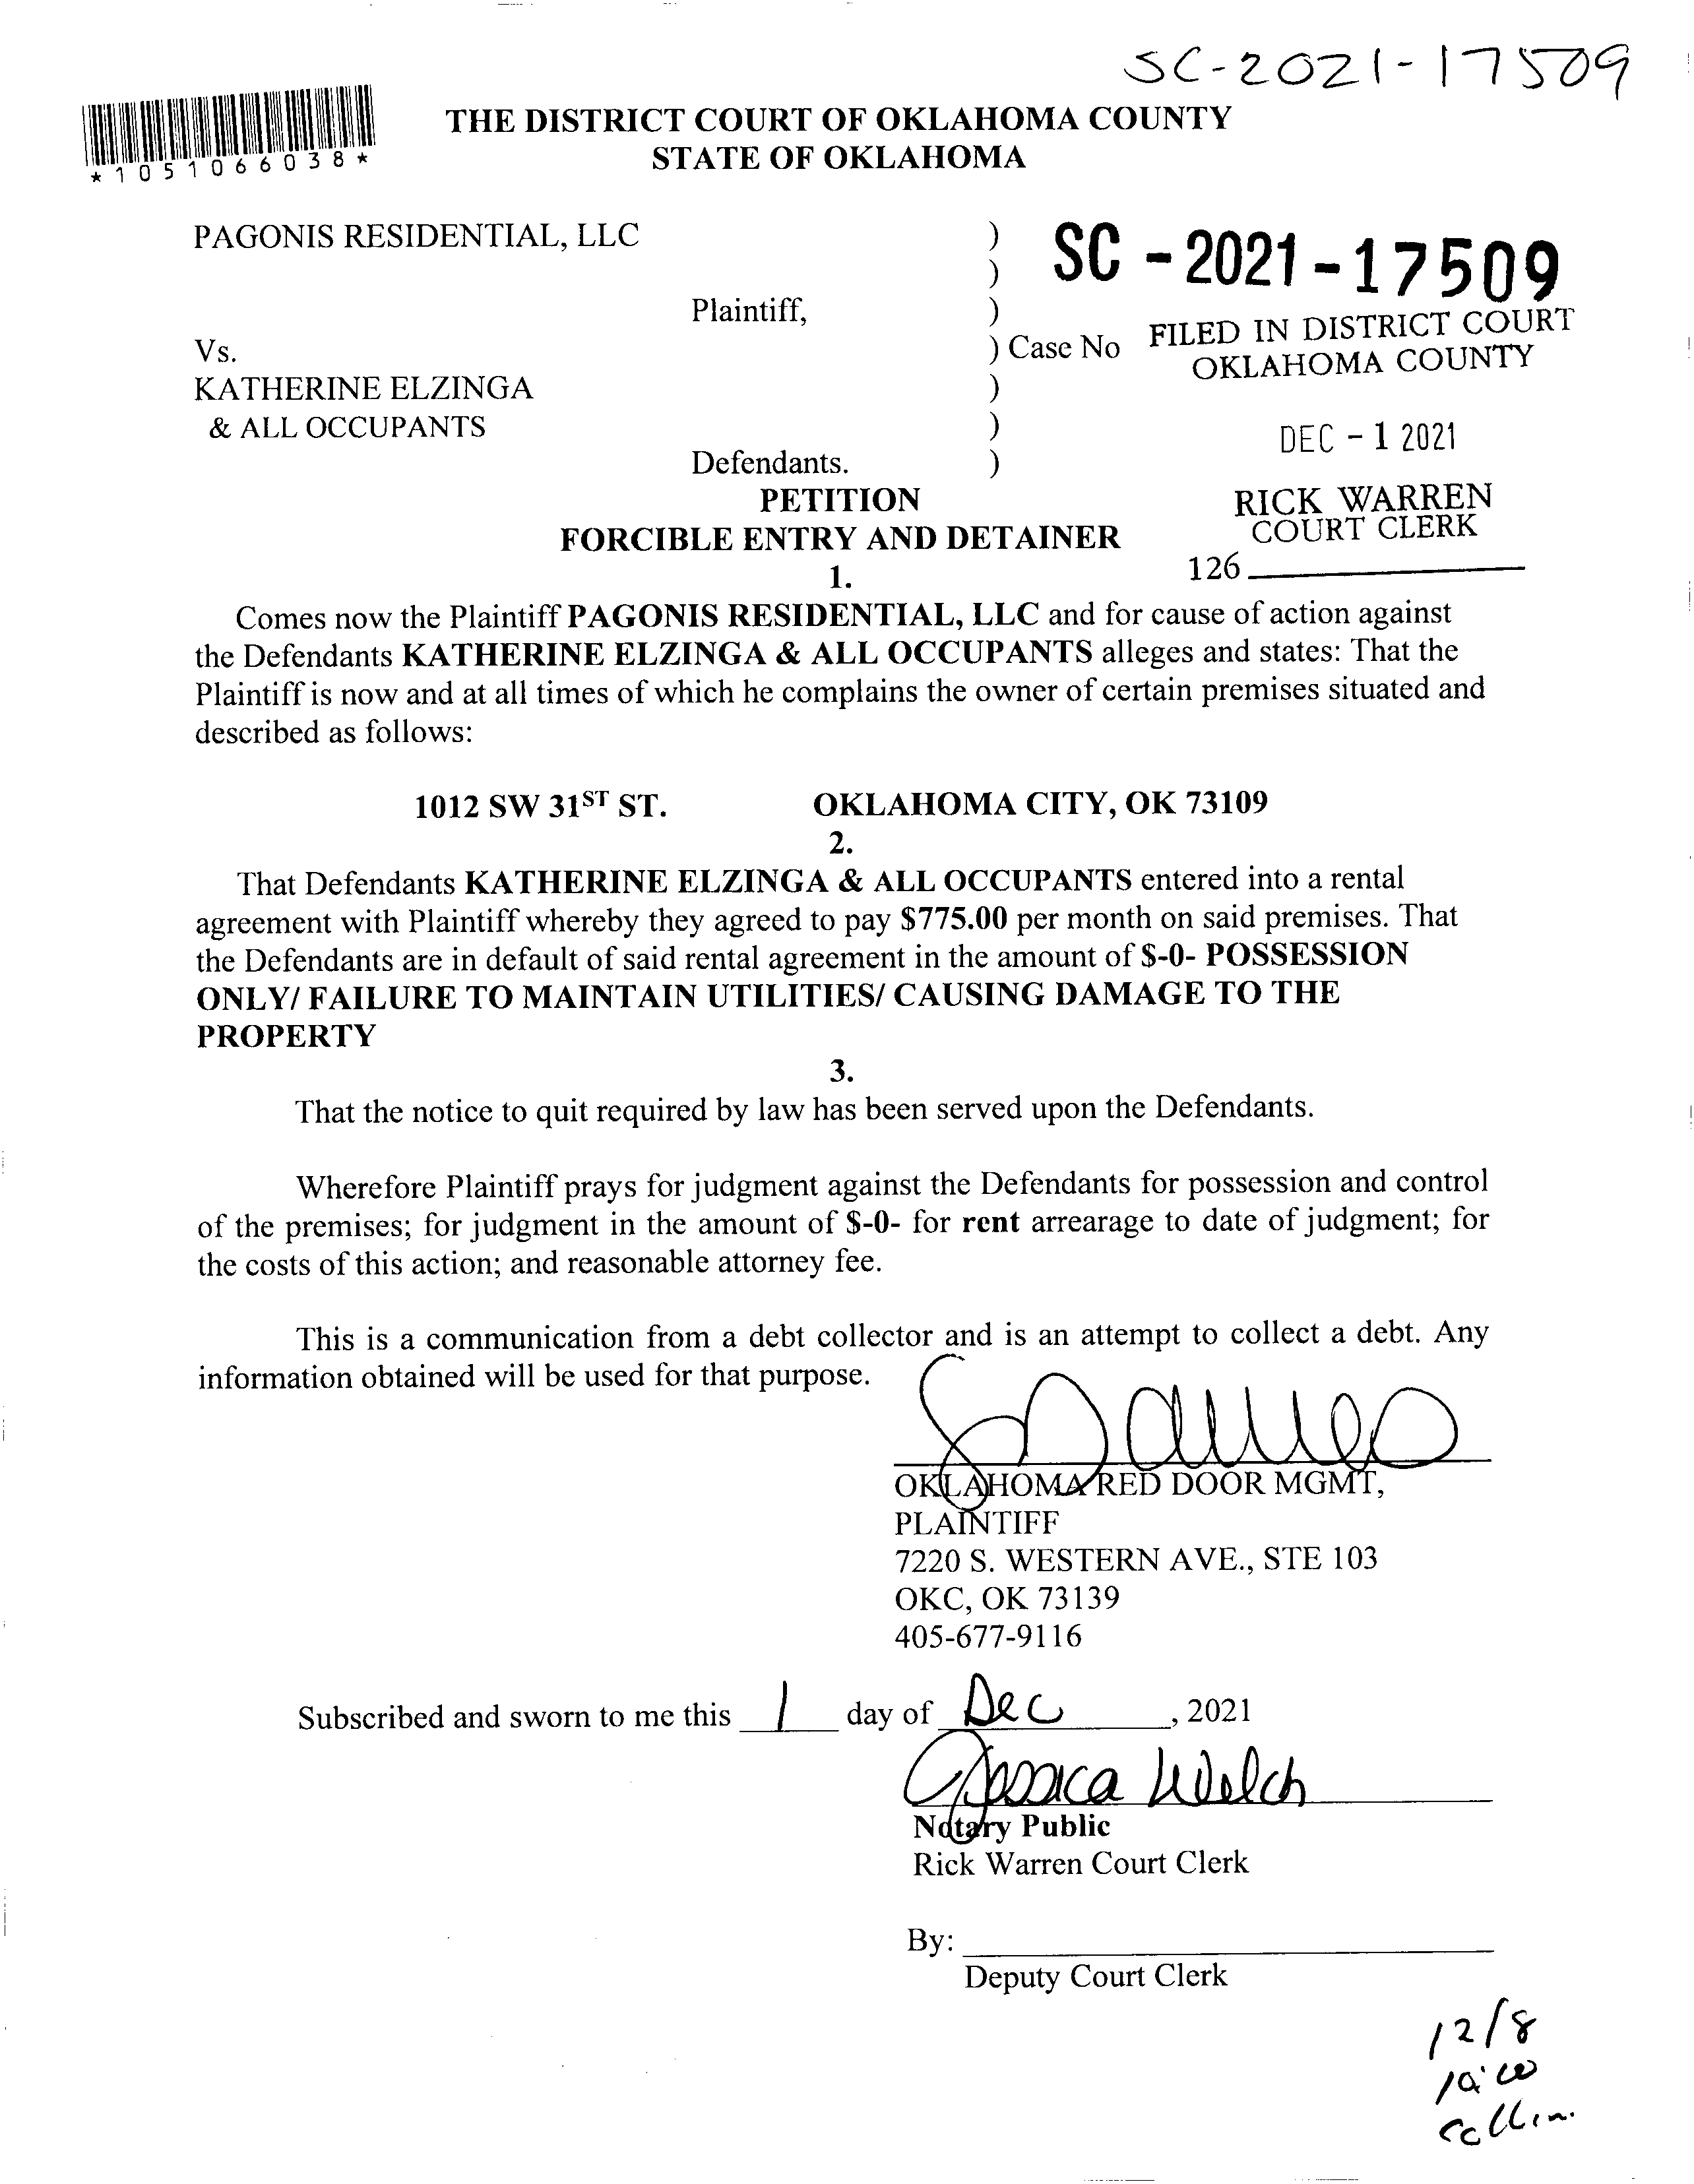 SC-2021-17509
*1051066038*
THE DISTRICT COURT OF OKLAHOMA COUNTY
STATE OF OKLAHOMA
PAGONIS RESIDENTIAL, LLC )
) SC - 2021 - 17509
Plaintiff, )
Vs. ) Case No FILED IN DISTRICT COURT
OKLAHOMA COUNTY
KATHERINE ELZINGA )
& ALL OCCUPANTS )
DEC - 1 2021
Defendants. )
PETITION
RICK WARREN
COURT CLERK
FORCIBLE ENTRY AND DETAINER
126
1.
Comes now the Plaintiff PAGONIS RESIDENTIAL, LLC and for cause of action against
the Defendants KATHERINE ELZINGA & ALL OCCUPANTS alleges and states: That the
Plaintiff is now and at all times of which he complains the owner of certain premises situated and
described as follows:
1012 SW 31ST ST. OKLAHOMA CITY, OK 73109
2.
That Defendants KATHERINE ELZINGA & ALL OCCUPANTS entered into a rental
agreement with Plaintiff whereby they agreed to pay $775.00 per month on said premises. That
the Defendants are in default of said rental agreement in the amount of $-0- POSSESSION
ONLY/ FAILURE TO MAINTAIN UTILITIES/ CAUSING DAMAGE TO THE
PROPERTY
3.
That the notice to quit required by law has been served upon the Defendants.
Wherefore Plaintiff prays for judgment against the Defendants for possession and control
of the premises; for judgment in the amount of $-0- for rent arrearage to date of judgment; for
the costs of this action; and reasonable attorney fee.
This is a communication from a debt collector and is an attempt to collect a debt. Any
information obtained will be used for that purpose.
OKLAHOMA RED DOOR MGMT,
PLAINTIFF
7220 S. WESTERN AVE., STE 103
OKC, OK 73139
405-677-9116
Subscribed and sworn to me this 1 day of Dec, 2021
Jessica Welch
Notary Public
Rick Warren Court Clerk
By:
Deputy Court Clerk
12/8